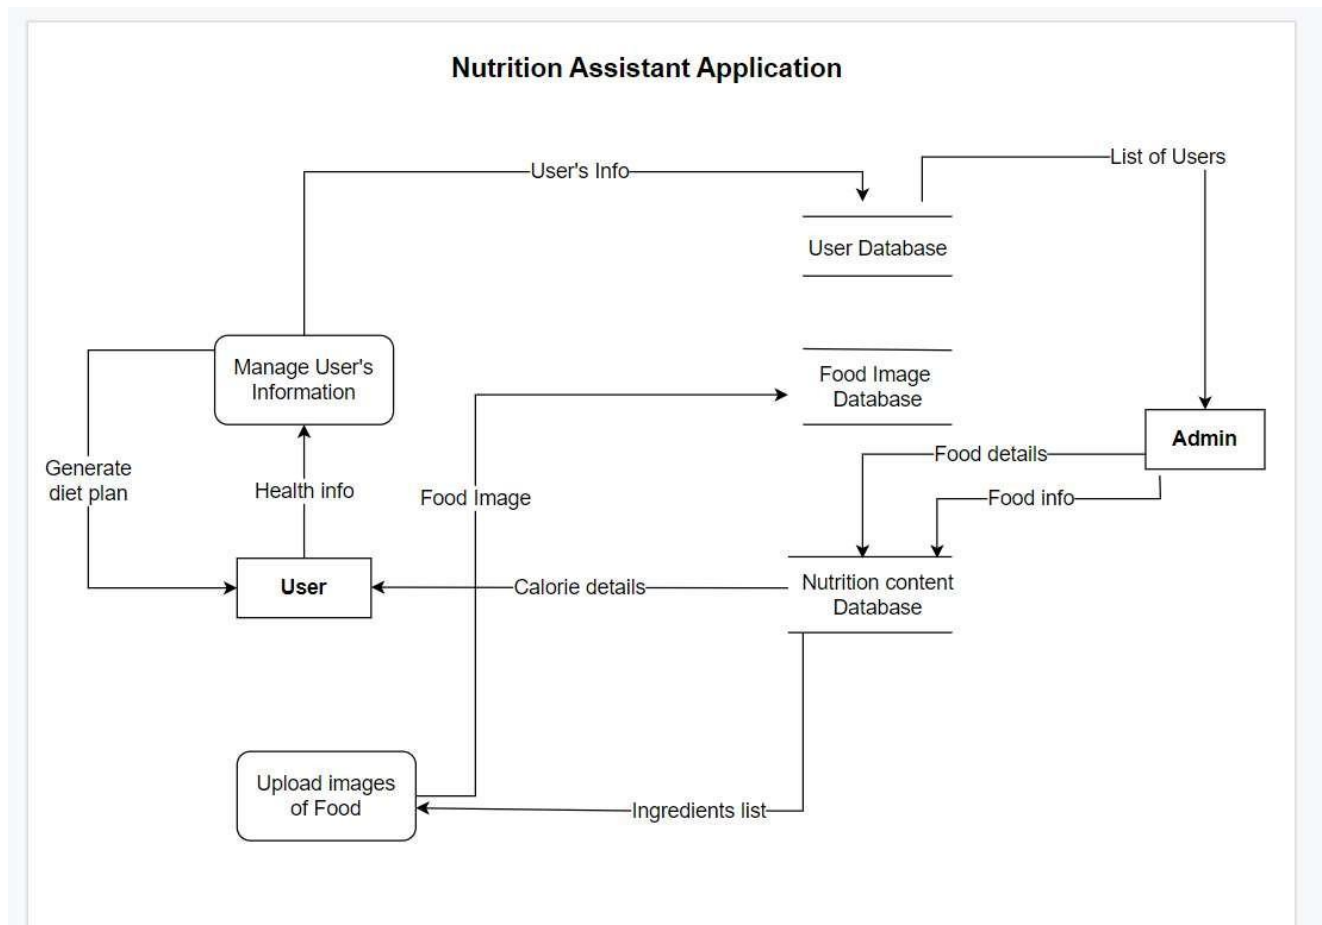 Nutrition Assistant Application
User's Info
List of Users
User Database
Manage User's
Information
Food Image
Database
Admin
Food details
Generate
diet plan
Health info
Food Image
Food info
User
Calorie details
Nutrition content
Database
Upload images
of Food
Ingredients list